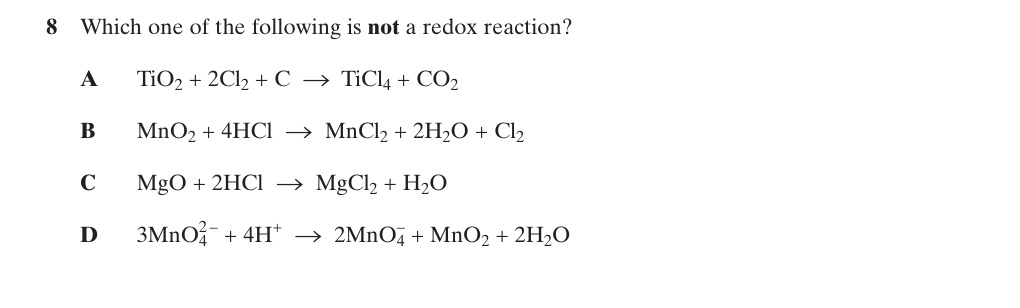 8 Which one of the following is not a redox reaction?
A TiO₂ + 2Cl₂ + C → TiCl₄ + CO₂
B MnO₂ + 4HCl → MnCl₂ + 2H₂O + Cl₂
C MgO + 2HCl → MgCl₂ + H₂O
D 3MnO₄²⁻ + 4H⁺ → 2MnO₄⁻ + MnO₂ + 2H₂O